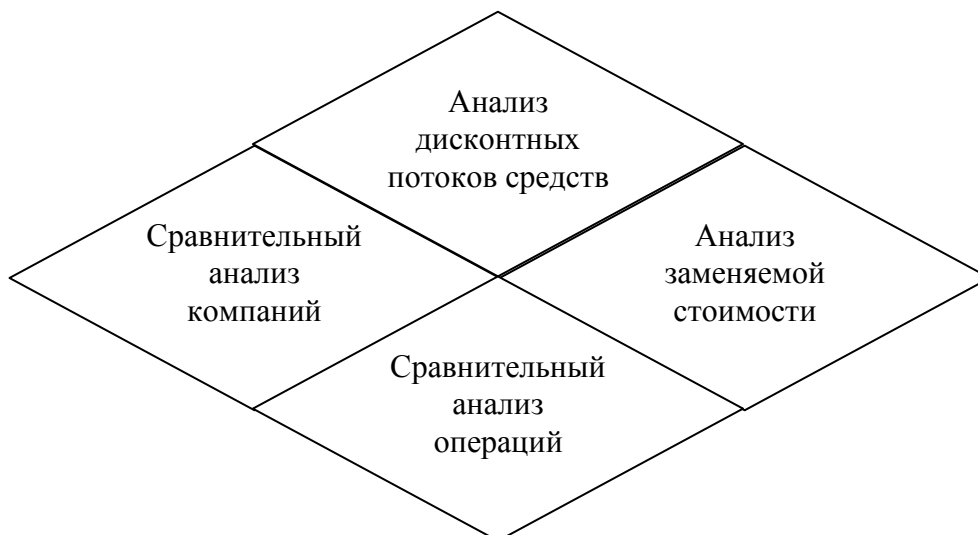 Анализ
дисконтных
потоков средств
Сравнительный
анализ
компаний
Анализ
заменяемой
стоимости
Сравнительный
анализ
операций